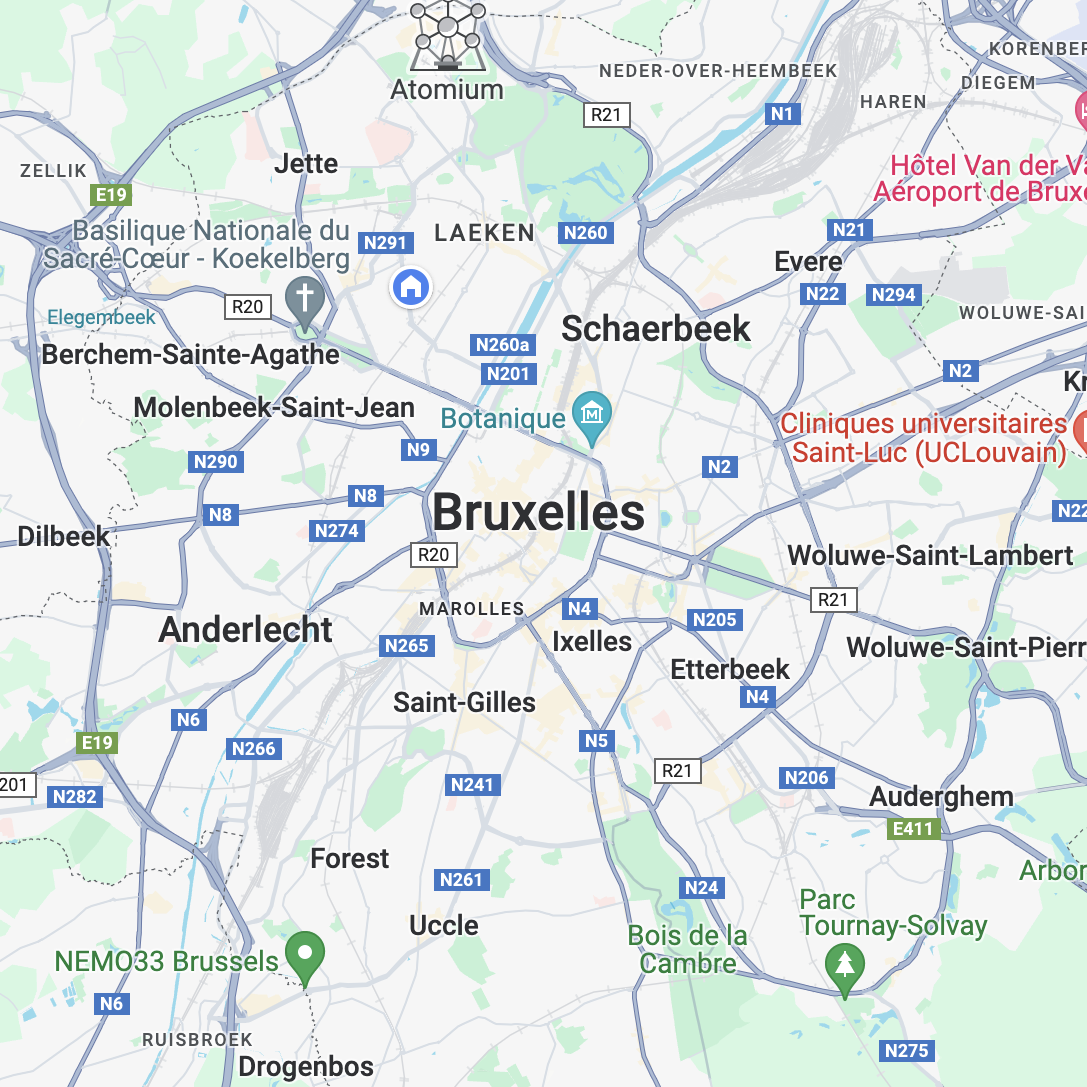 Atomium
NEDER-OVER-HEEMBEEK
KORENBER
DIEGEM
HAREN
R21
N1
Jette
ZELLIK
E19
Hôtel Van der Va
Aéroport de Brux
Basilique Nationale du
Sacré-Cœur - Koekelberg
N291
LAEKEN
N260
N21
Evere
N22
N294
R20
Elegembeek
WOLUWE-SAI
Schaerbeek
N260a
Berchem-Sainte-Agathe
N201
N2
Kr
Molenbeek-Saint-Jean
Botanique
Cliniques universitaires
Saint-Luc (UCLouvain)
N9
N290
N2
N8
N8
Bruxelles
N22
N274
Dilbeek
R20
Woluwe-Saint-Lambert
MAROLLES
N4
R21
N205
Anderlecht
N265
Ixelles
Woluwe-Saint-Pierr
Etterbeek
Saint-Gilles
N4
N6
E19
N266
N5
R21
N206
201
N282
N241
Auderghem
E411
Forest
Arbor
N261
N24
Parc
Tournay-Solvay
Uccle
Bois de la
Cambre
NEMO33 Brussels
N6
RUISBROEK
N275
Drogenbos